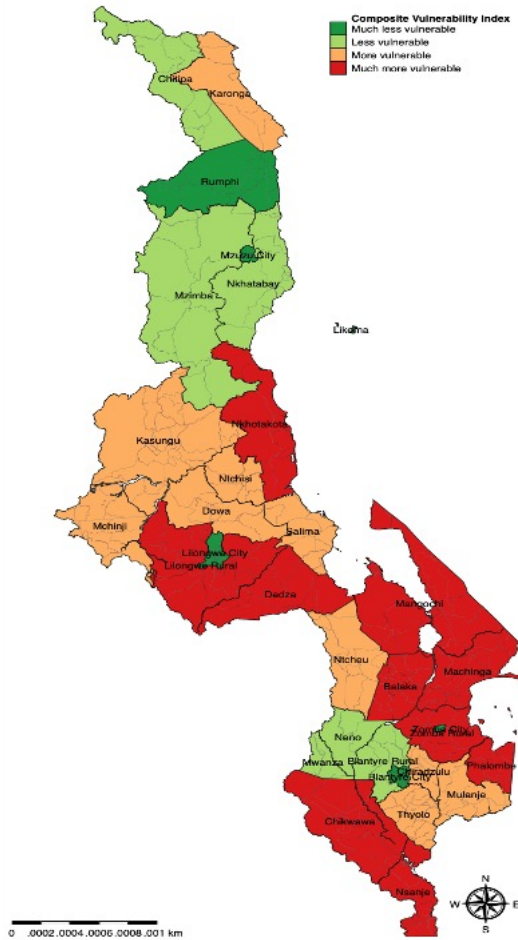 Composite Vulnerability Index
Much less vulnerable
Less vulnerable
More vulnerable
Much more vulnerable
Chitipa
Karonga
Rumphi
Mzuzu City
Nkhatabay
Mzimba
Likoma
Nkhotakota
Kasungu
Ntchisi
Dowa
Mchinji
Salima
Lilongwe City
Lilongwe Rural
Dedza
Mangochi
Ntcheu
Machinga
Balaka
Zomba City
Zomba Rural
Neno
Mwanza
Blantyre Rural
Phalombe
Blantyre City
Mulanje
Chikwawa
Thyolo
Nsanje
N
W E
S
0 .0002.0004.0006.0008.001 km